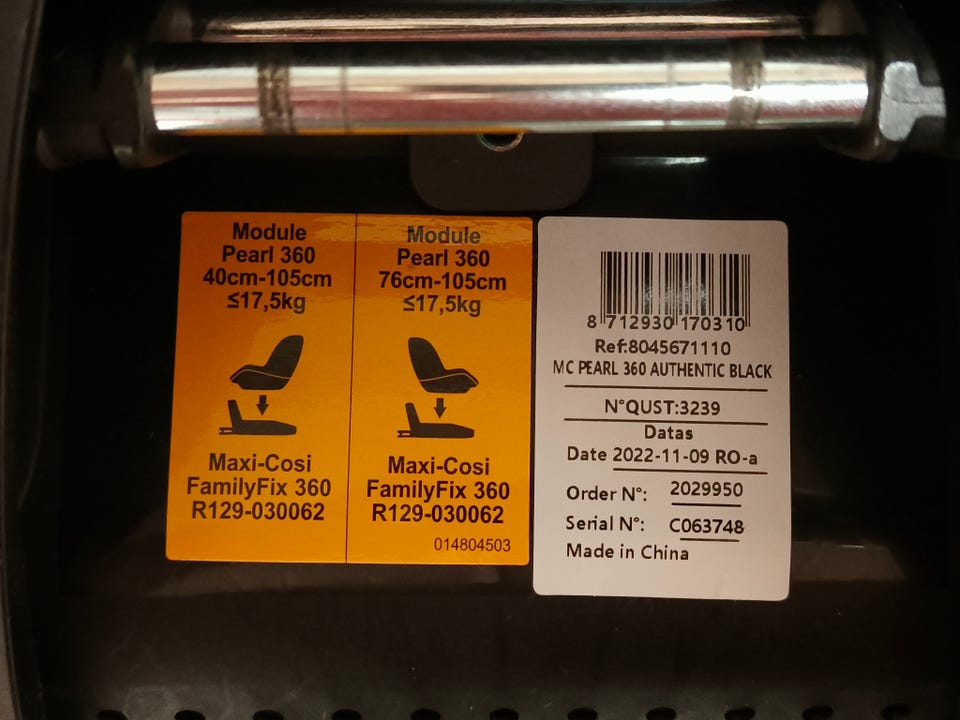 Module
Pearl 360
40cm-105cm
≤17,5kg
Maxi-Cosi
FamilyFix 360
R129-030062
Module
Pearl 360
76cm-105cm
≤17,5kg
Maxi-Cosi
FamilyFix 360
R129-030062
014804503
8 712930 170310
Ref:8045671110
MC PEARL 360 AUTHENTIC BLACK
N°QUST:3239
Datas
Date 2022-11-09 RO-a
Order N°: 2029950
Serial N°: C063748
Made in China